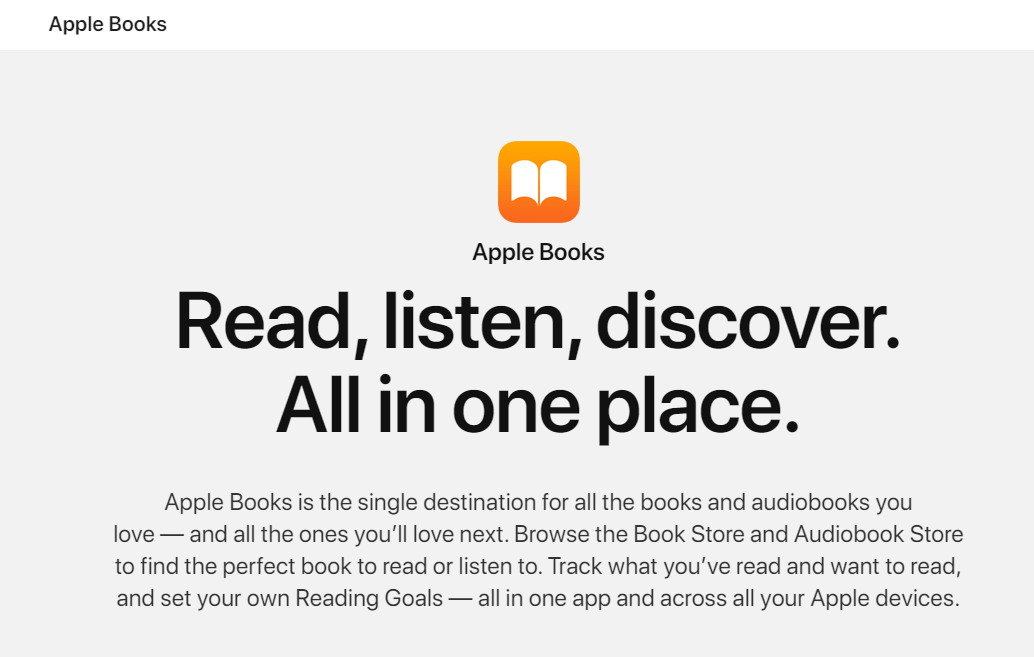 Apple Books
Apple Books
Read, listen, discover.
All in one place.
Apple Books is the single destination for all the books and audiobooks you
love — and all the ones you’ll love next. Browse the Book Store and Audiobook Store
to find the perfect book to read or listen to. Track what you’ve read and want to read,
and set your own Reading Goals — all in one app and across all your Apple devices.